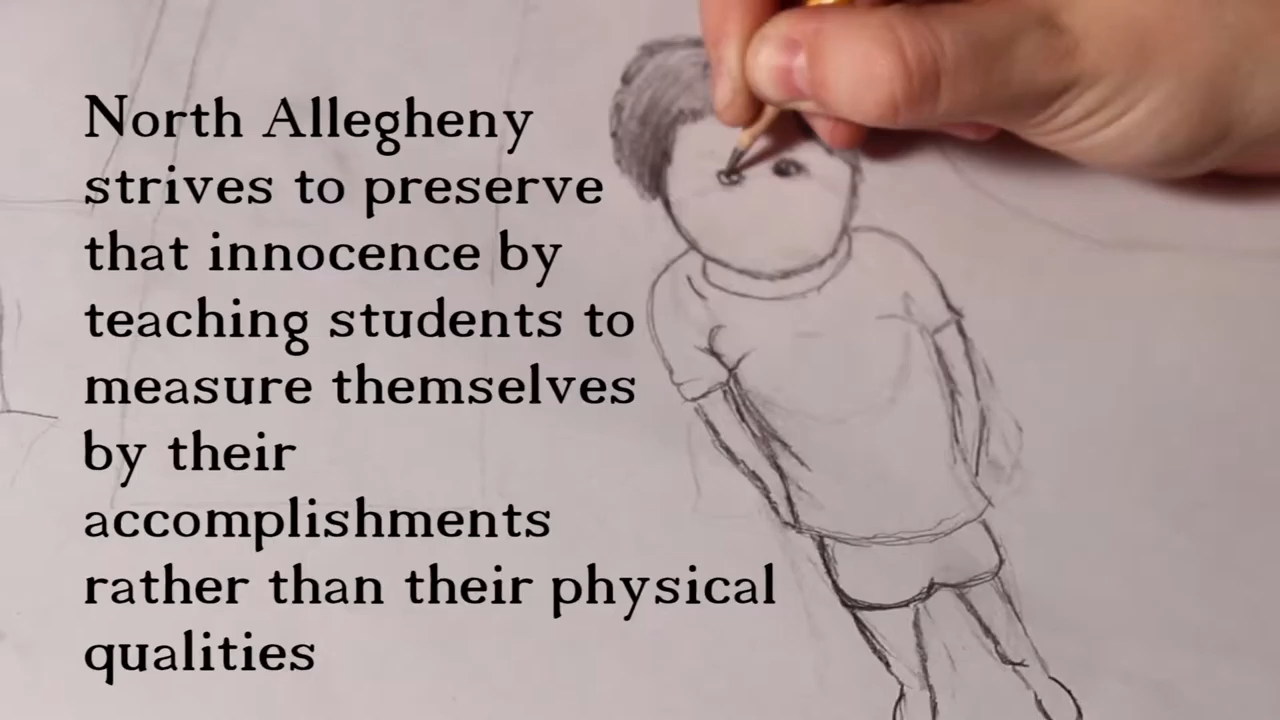 North Allegheny
strives to preserve
that innocence by
teaching students to
measure themselves
by their
accomplishments
rather than their physical
qualities